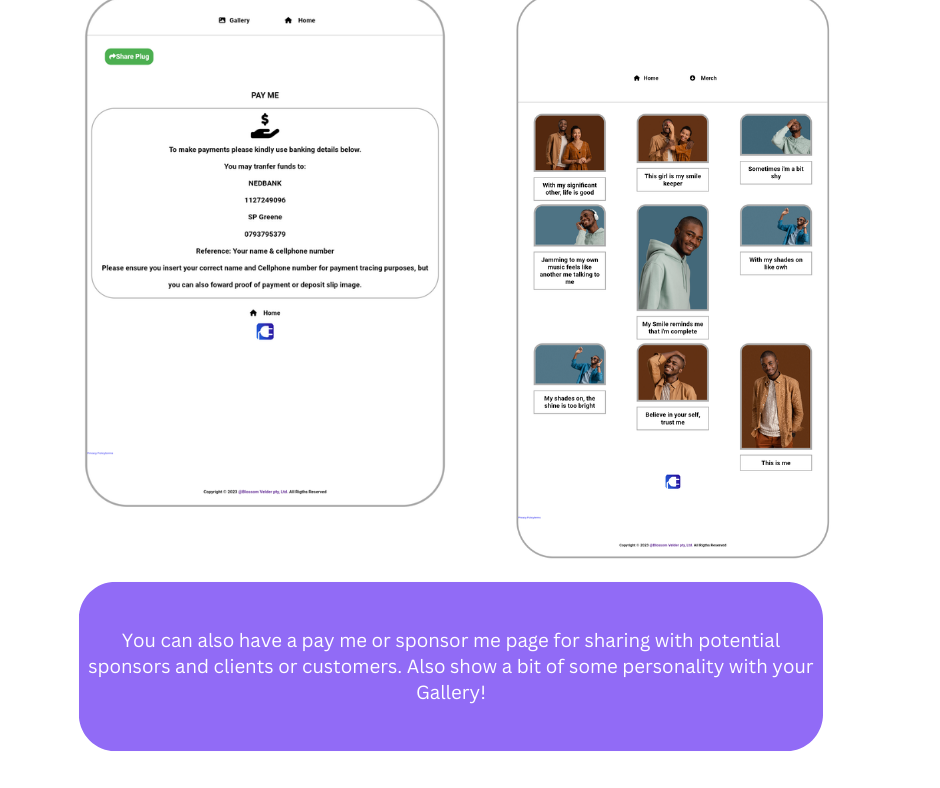 Gallery Home
Share Plug
PAY ME
To make payments please kindly use banking details below.
You may tranfer funds to:
NEDBANK
1127249096
SP Greene
0793795379
Reference: Your name & cellphone number
Please ensure you insert your correct name and Cellphone number for payment tracing purposes, but
you can also foward proof of payment or deposit slip image.
Home
Copyright © 2023 @Blossom Velder pty, Ltd. All Rigths Reserved
Home Merch
With my significant
other, life is good
This girl is my smile
keeper
Sometimes i'm a bit
shy
Jamming to my own
music feels like
another me talking to
me
My Smile reminds me
that i'm complete
With my shades on
like owh
My shades on, the
shine is too bright
Believe in your self,
trust me
This is me
Copyright © 2023 @Blossom Velder pty, Ltd. All Rigths Reserved
You can also have a pay me or sponsor me page for sharing with potential
sponsors and clients or customers. Also show a bit of some personality with your
Gallery!